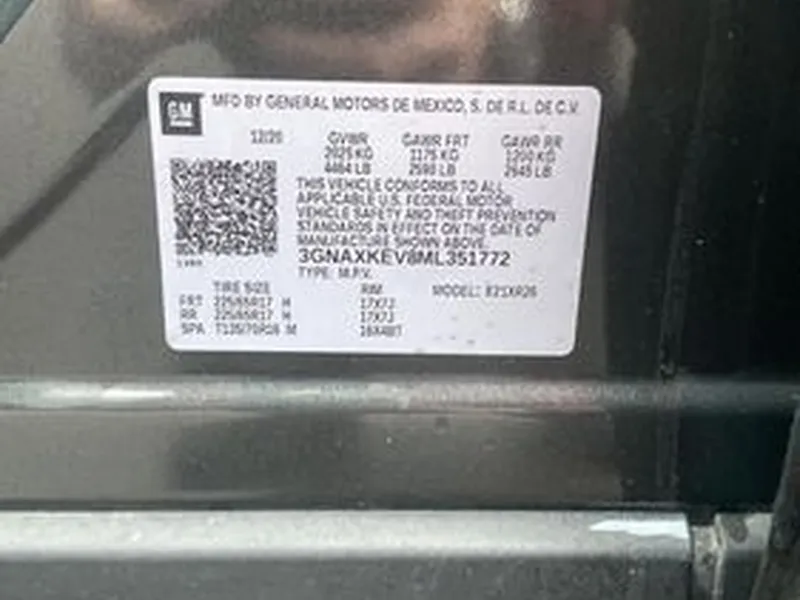 GM MFD BY GENERAL MOTORS DE MEXICO, S. DE R.L. DE C.V.
12/20 GVWR GAWR FRT GAWR RR
2025 KG 1175 KG 1200 KG
4464 LB 2590 LB 2645 LB
THIS VEHICLE CONFORMS TO ALL
APPLICABLE U.S. FEDERAL MOTOR
VEHICLE SAFETY AND THEFT PREVENTION
STANDARDS IN EFFECT ON THE DATE OF
MANUFACTURE SHOWN ABOVE.
3GNAXKEV8ML351772
TYPE: M.P.V.
TIRE SIZE RIM MODEL:
FRT 225/65R17 H 17X7J
RR 225/65R17 H 17X7J
SPA T135/70R16 M 16X4BT